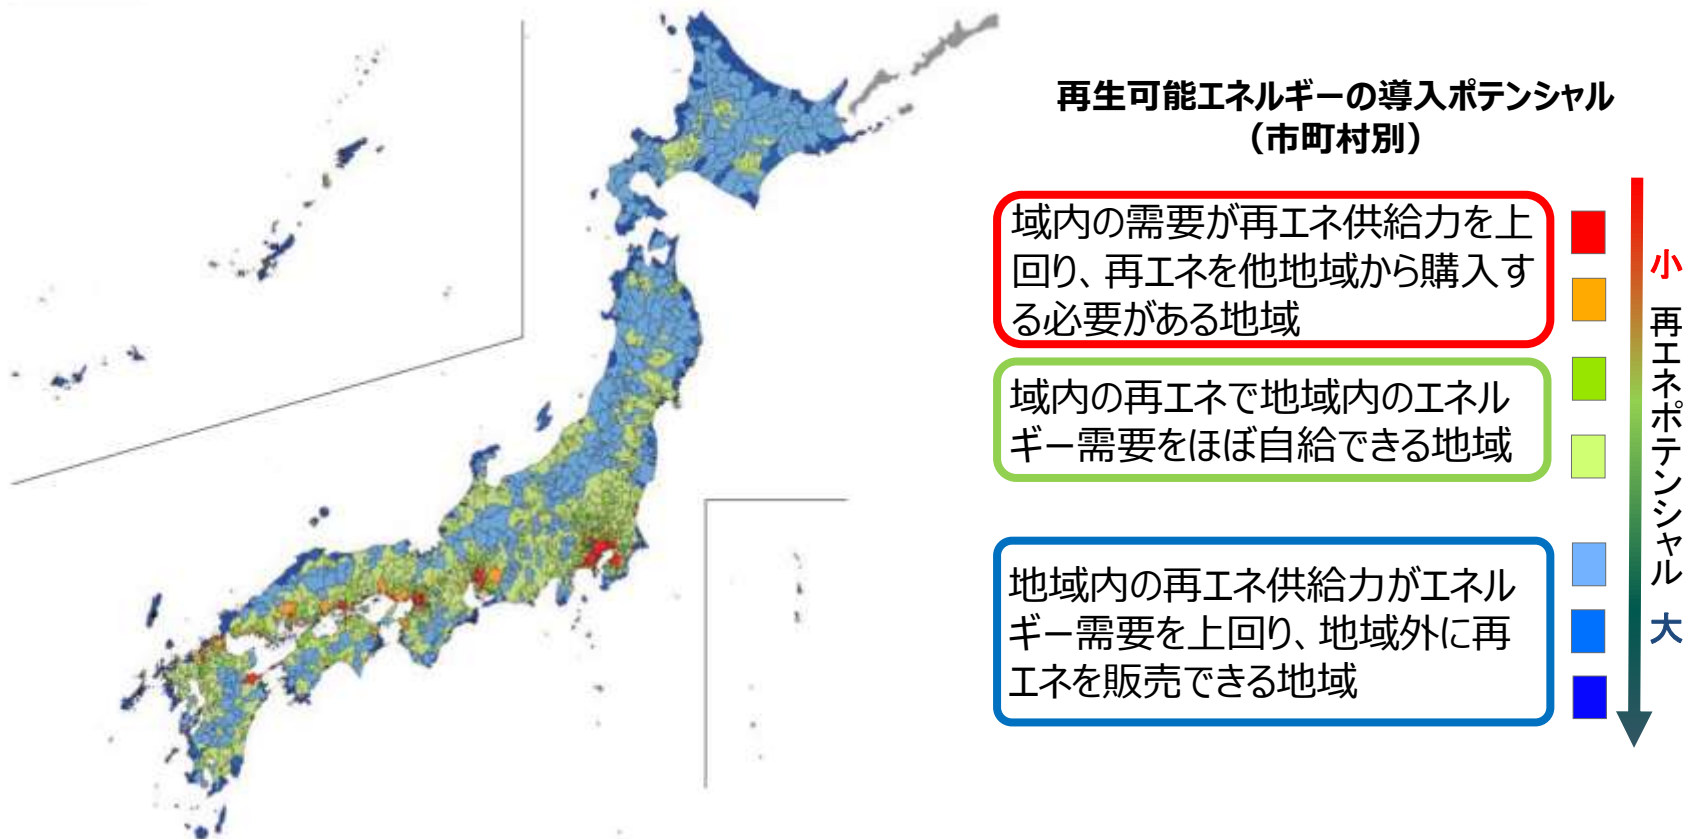 再生可能エネルギーの導入ポテンシャル
（市町村別）
域内の需要が再エネ供給力を上
回り、再エネを他地域から購入す
る必要がある地域
域内の再エネで地域内のエネル
ギー需要をほぼ自給できる地域
地域内の再エネ供給力がエネル
ギー需要を上回り、地域外に再
エネを販売できる地域
小
再エネポテンシャル
大